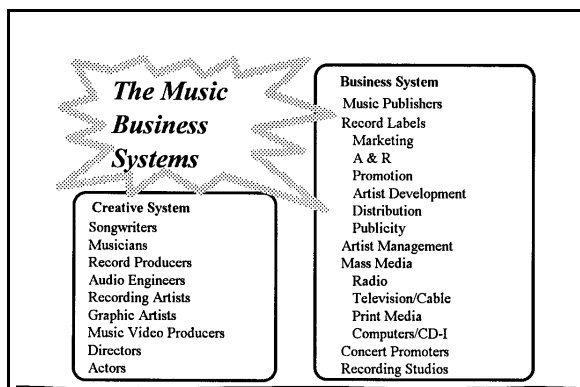 The Music
Business
Systems
Creative System
Songwriters
Musicians
Record Producers
Audio Engineers
Recording Artists
Graphic Artists
Music Video Producers
Directors
Actors
Business System
Music Publishers
Record Labels
Marketing
A & R
Promotion
Artist Development
Distribution
Publicity
Artist Management
Mass Media
Radio
Television/Cable
Print Media
Computers/CD-I
Concert Promoters
Recording Studios